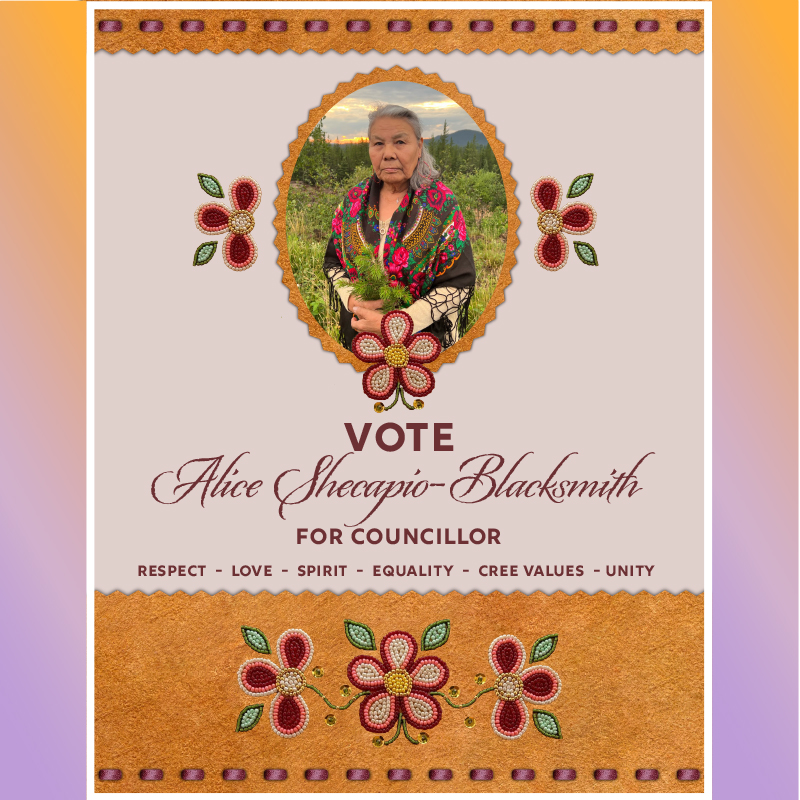 VOTE
Alice Shecapio-Blacksmith
FOR COUNCILLOR
RESPECT - LOVE - SPIRIT - EQUALITY - CREE VALUES - UNITY